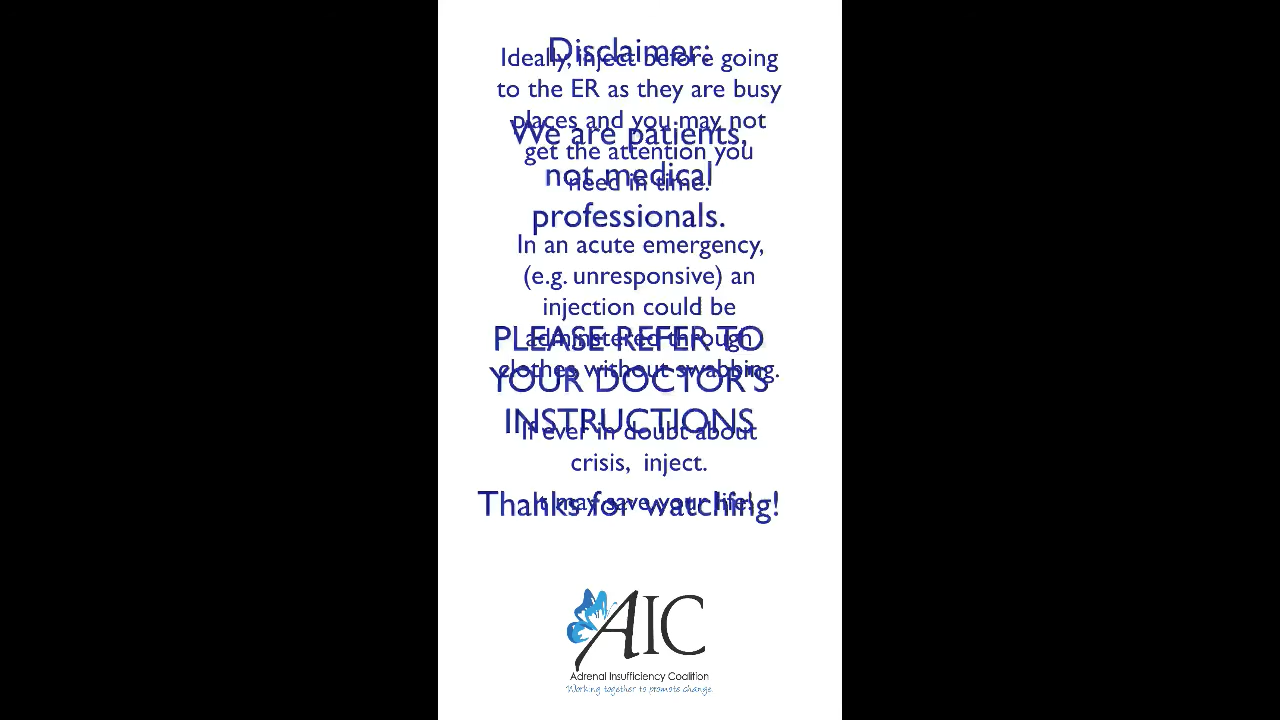 Disclaimer:
We are patients,
not medical
professionals.
PLEASE REFER TO
YOUR DOCTOR'S
INSTRUCTIONS
Thanks for watching!
Ideally, inject before going
to the ER as they are busy
places and you may not
get the attention you
need in time.
In an acute emergency,
(e.g. unresponsive) an
injection could be
adminstered through
clothes without swabbing.
If ever in doubt about
crisis, inject.
It may save your life!
AIC
Adrenal Insufficiency Coalition
Working together to promote change.